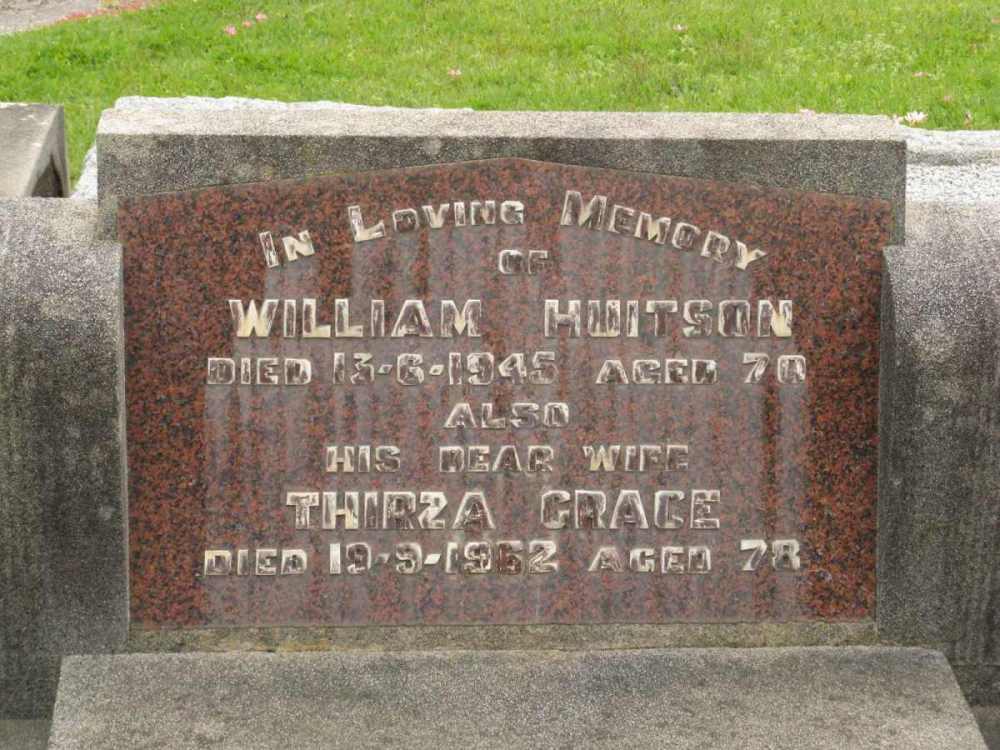 IN LOVING MEMORY
OF
WILLIAM HUITSON
DIED 13-6-1945 AGED 70
ALSO
HIS DEAR WIFE
THIRZA GRACE
DIED 19-9-1962 AGED 78